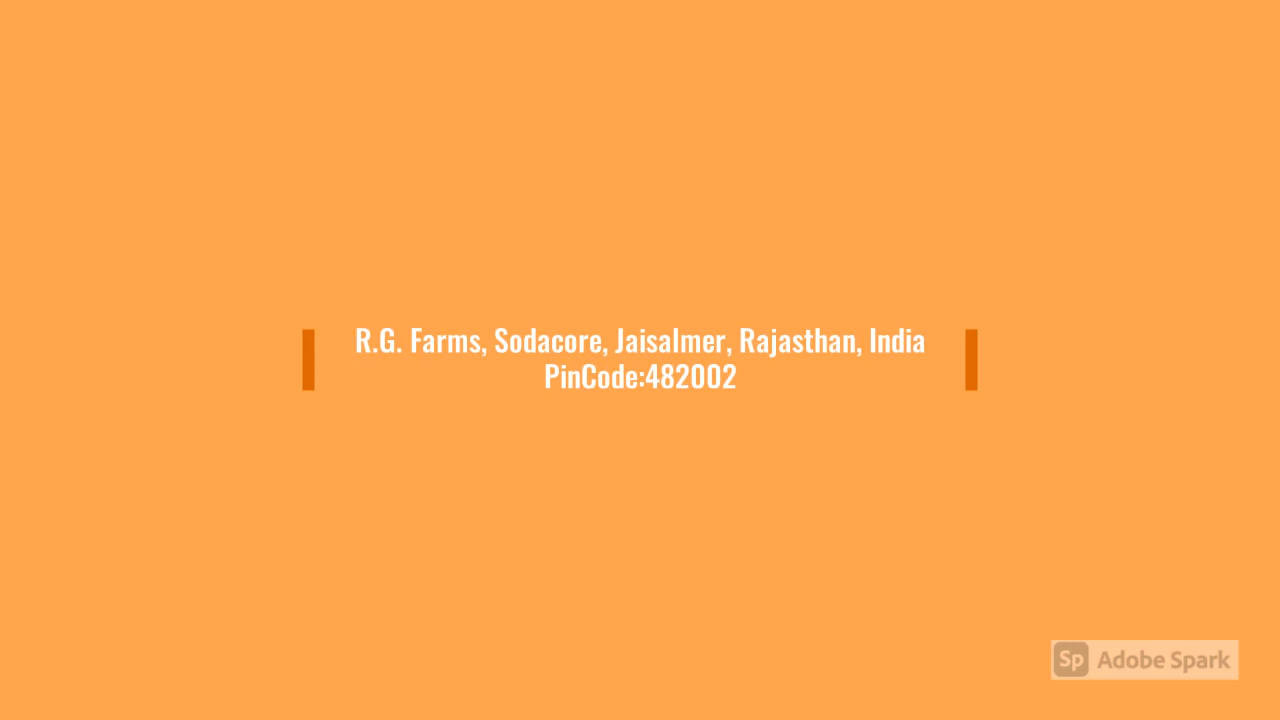 R.G. Farms, Sodacore, Jaisalmer, Rajasthan, India
PinCode:482002
Sp Adobe Spark